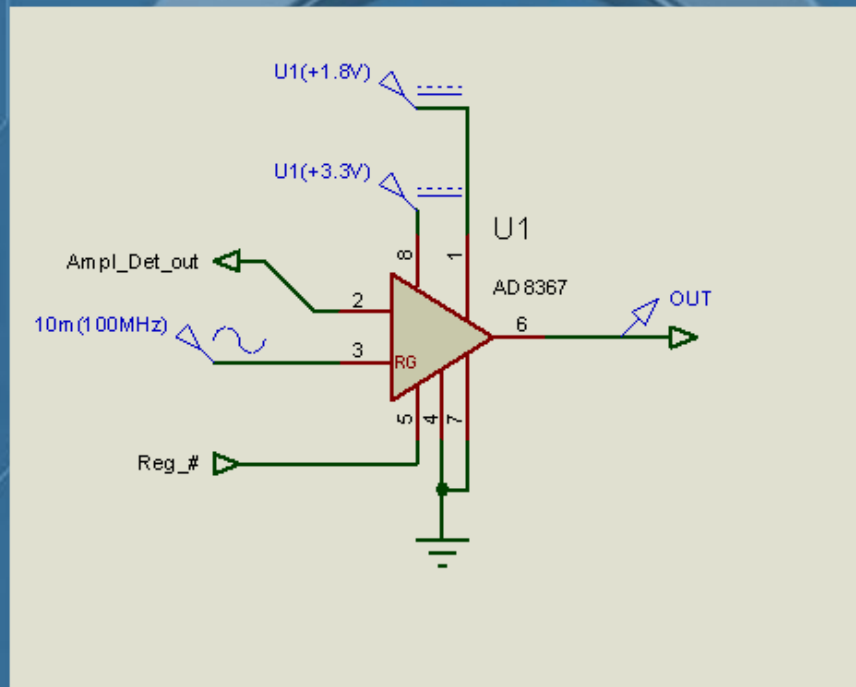 U1(+1.8V)
U1(+3.3V)
U1
8
1
Ampl_Det_out
AD8367
2
OUT
10m(100MHz)
6
3
RG
5
4
7
Reg_#